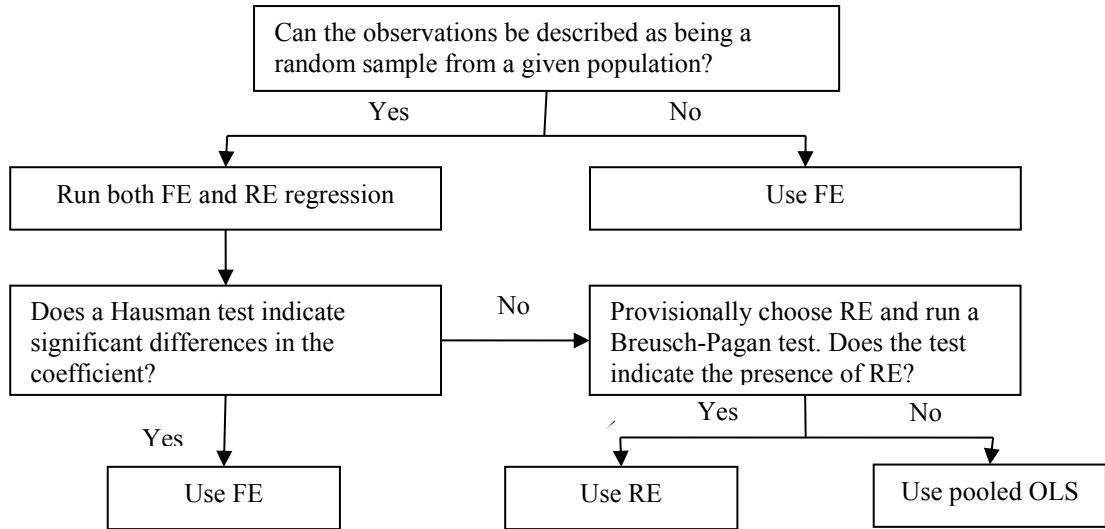 Can the observations be described as being a
random sample from a given population?
Yes
No
Run both FE and RE regression
Use FE
Does a Hausman test indicate
significant differences in the
coefficient?
No
Provisionally choose RE and run a
Breusch-Pagan test. Does the test
indicate the presence of RE?
Yes
Yes
No
Use FE
Use RE
Use pooled OLS